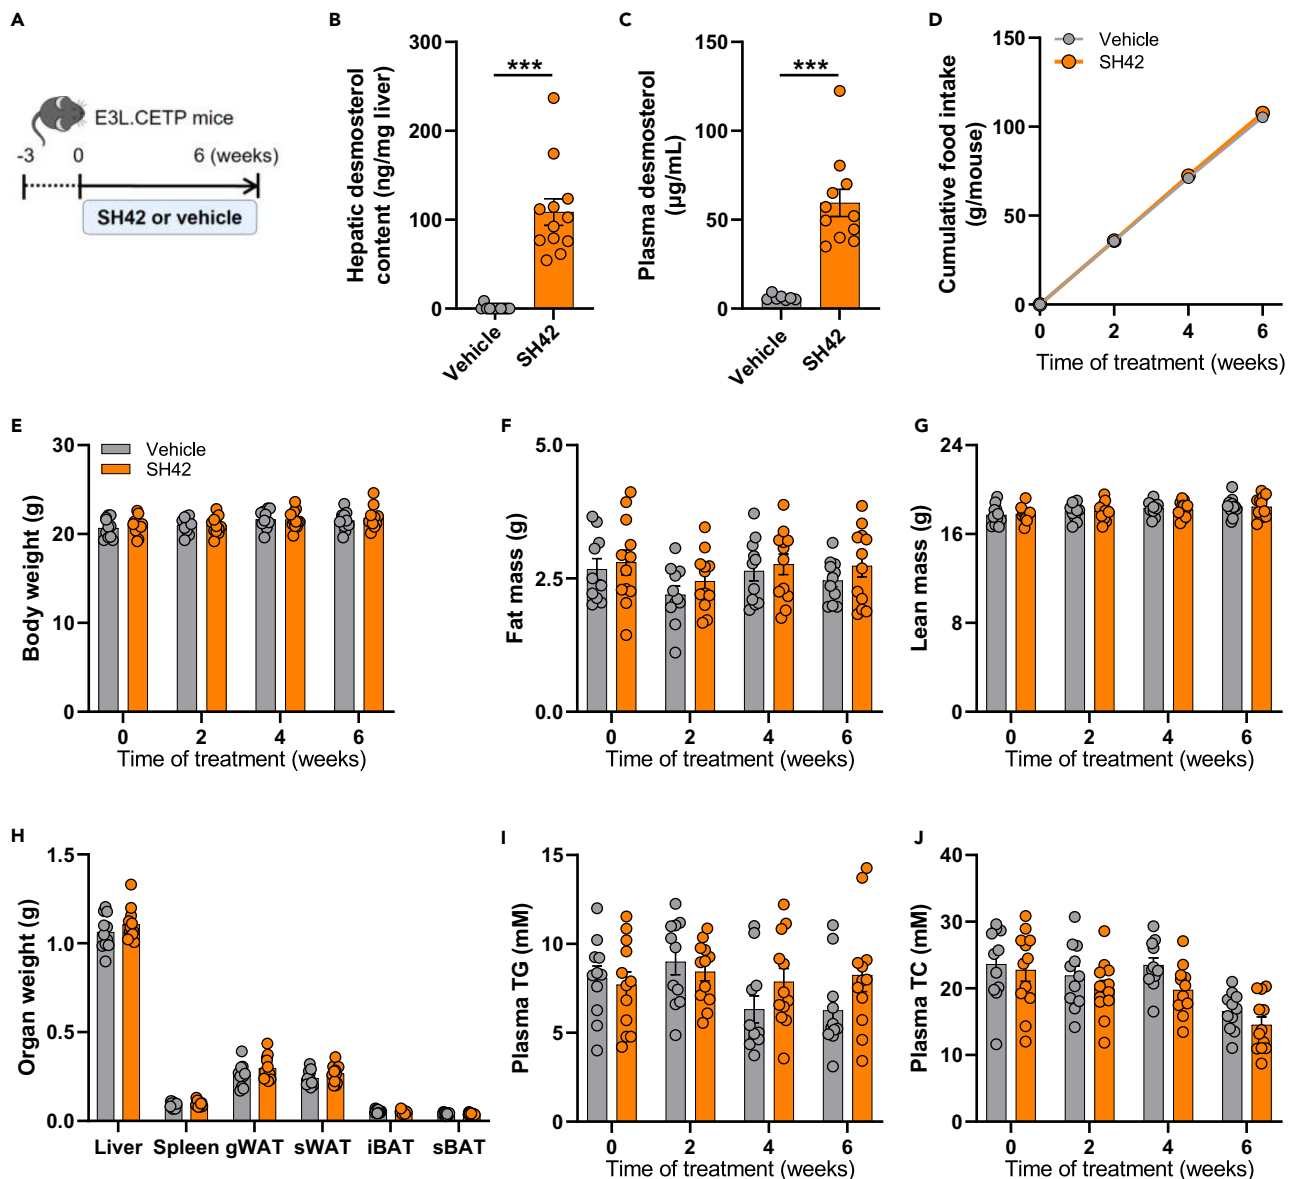 A
E3L.CETP mice
-3 0 6 (weeks)
SH42 or vehicle
B
Hepatic desmosterol
content (ng/mg liver)
300
200
100
0
***
Vehicle
SH42
C
Plasma desmosterol
(µg/mL)
150
100
50
0
***
Vehicle
SH42
D
Vehicle
SH42
Cumulative food intake
(g/mouse)
150
100
50
0
0 2 4 6
Time of treatment (weeks)
E
Vehicle
SH42
Body weight (g)
30
20
10
0
0 2 4 6
Time of treatment (weeks)
F
Fat mass (g)
5.0
2.5
0.0
0 2 4 6
Time of treatment (weeks)
G
Lean mass (g)
24
16
8
0
0 2 4 6
Time of treatment (weeks)
H
Organ weight (g)
1.5
1.0
0.5
0.0
Liver Spleen gWAT sWAT iBAT sBAT
I
Plasma TG (mM)
15
10
5
0
0 2 4 6
Time of treatment (weeks)
J
Plasma TC (mM)
40
30
20
10
0
0 2 4 6
Time of treatment (weeks)